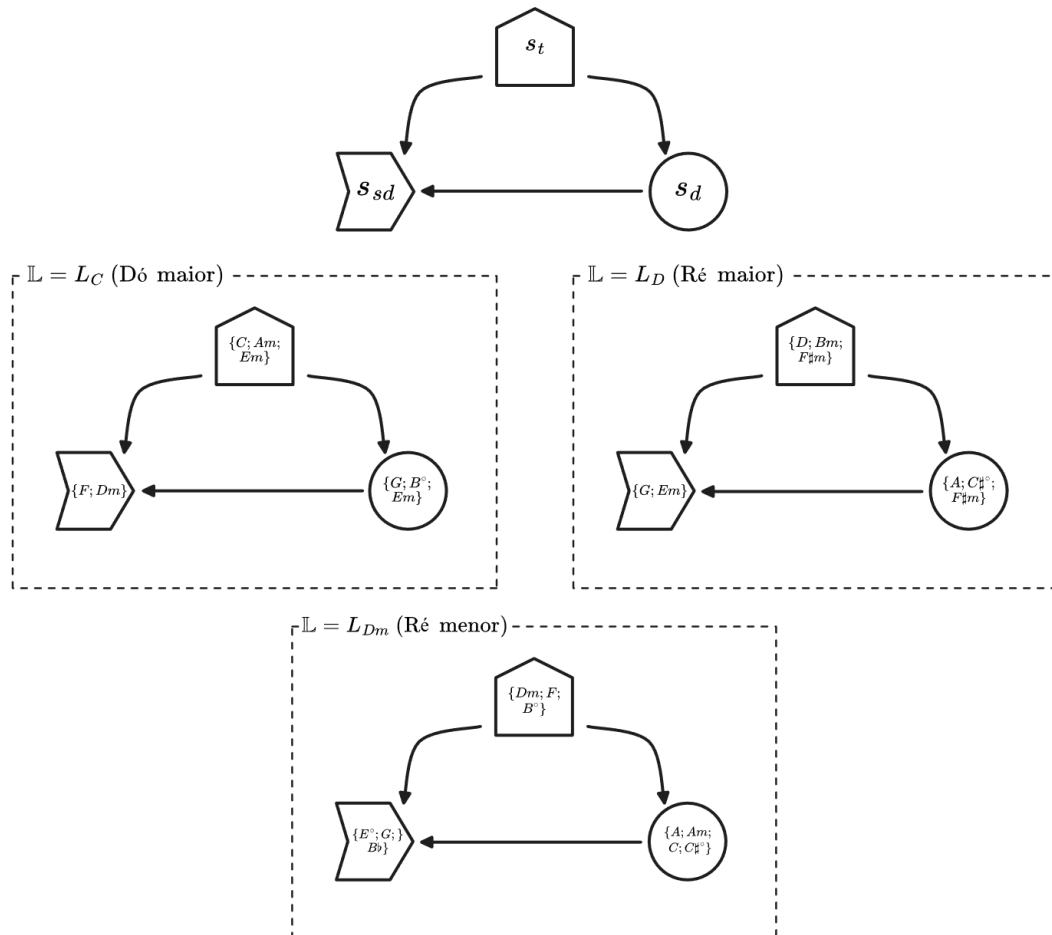 s_t
s_sd
s_d
𝕃 = L_C (Dó maior)
𝕃 = L_D (Ré maior)
{C; Am;
Em}
{D; Bm;
F♯m}
{F; Dm}
{G; B°;
Em}
{G; Em}
{A; C♯°;
F♯m}
𝕃 = L_Dm (Ré menor)
{Dm; F;
B°}
{E°; G; }
B♭}
{A; Am;
C; C♯°}